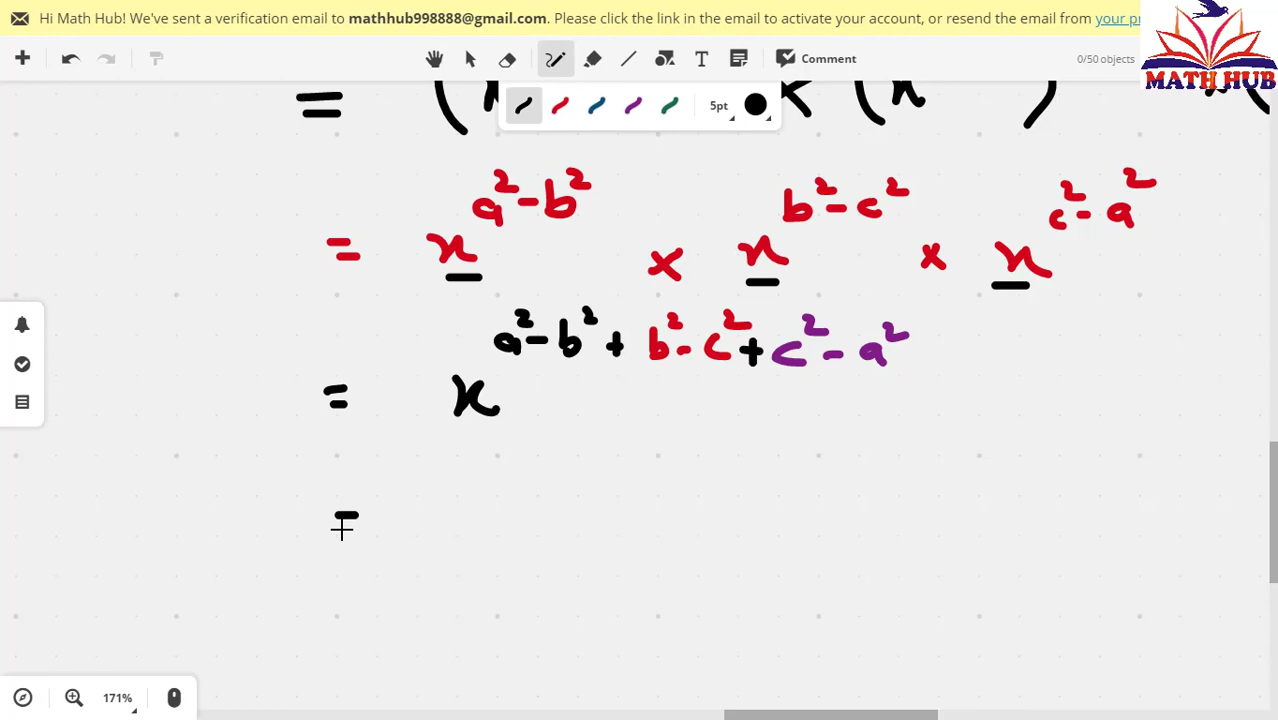 Hi Math Hub! We've sent a verification email to mathhub998888@gmail.com. Please click the link in the email to activate your account, or resend the email from your
MATH HUB
Comment
0/50 objects
5pt
= (x (x )
= x^{a²-b²} × x^{b²-c²} × x^{c²-a²}
= x^{a²-b²+b²-c²+c²-a²}
171%